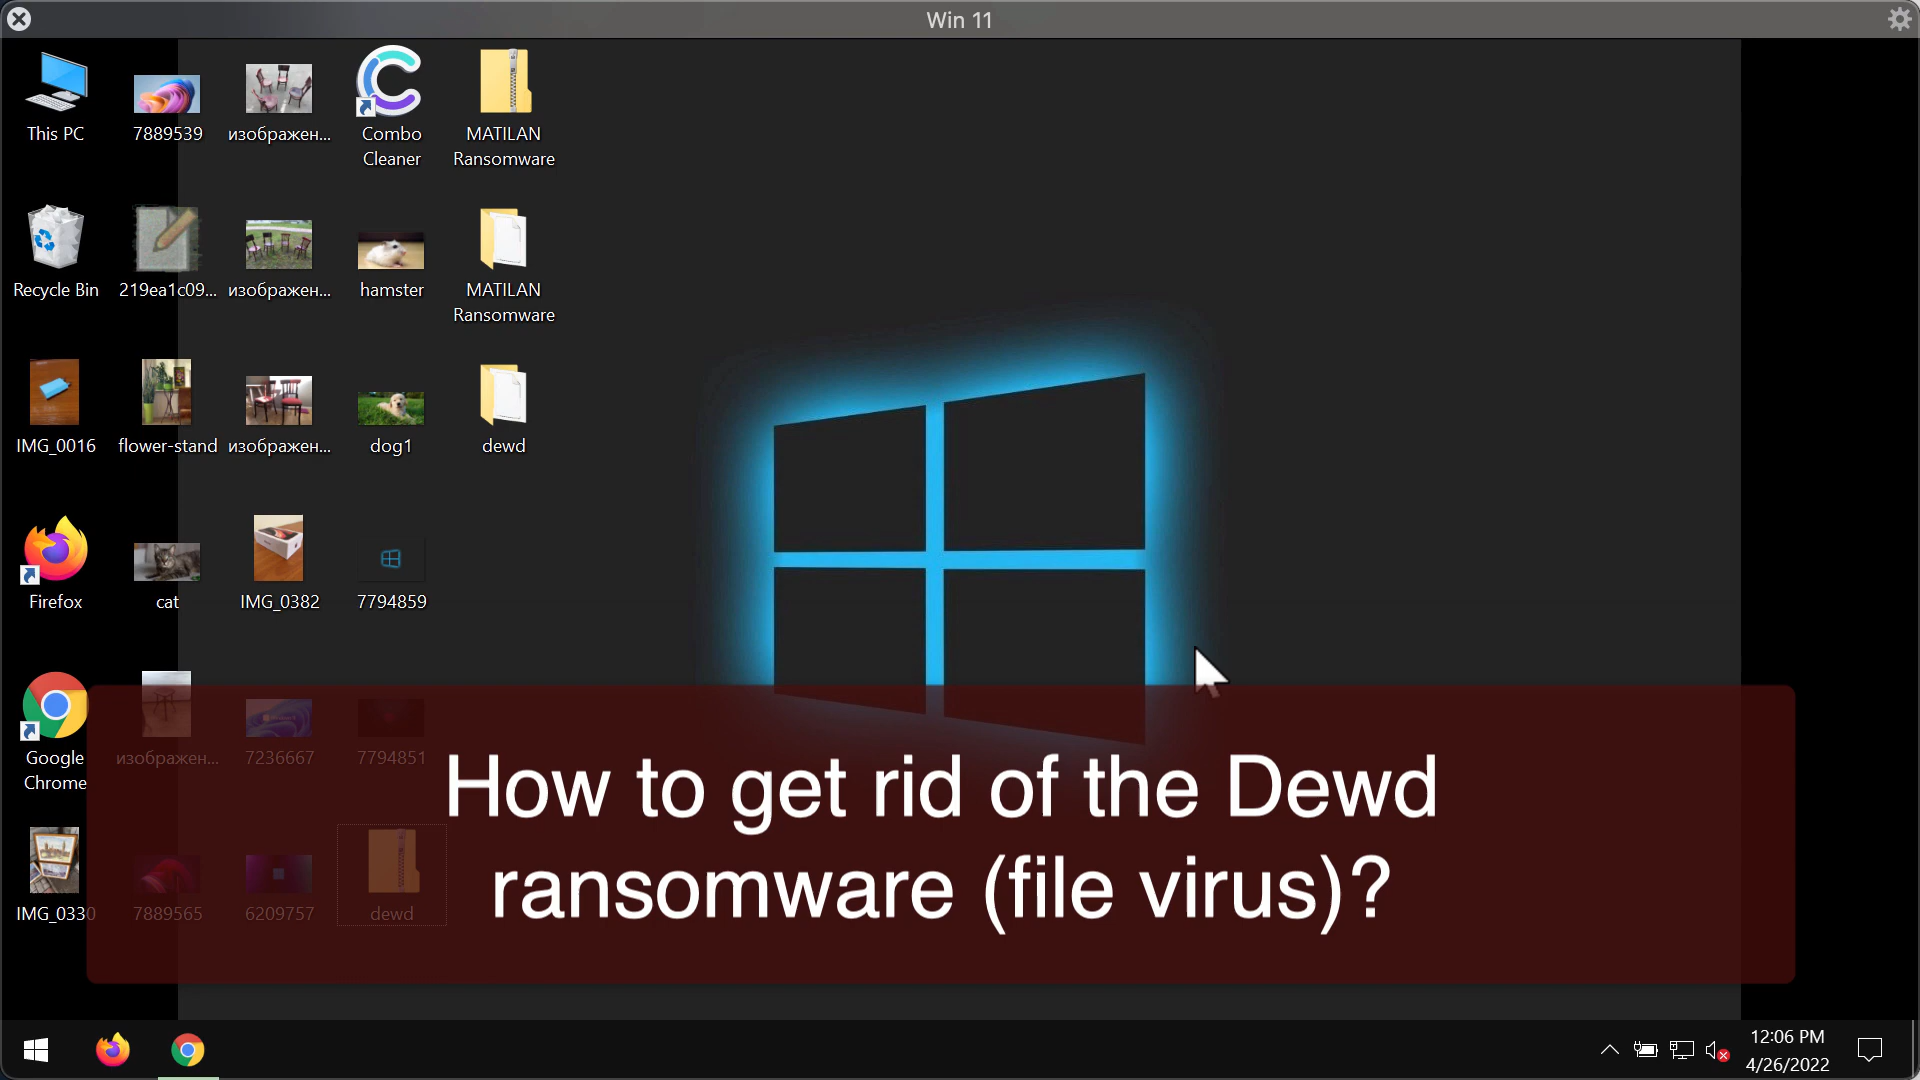 Win 11
This PC
7889539
изображен...
Combo
Cleaner
MATILAN
Ransomware
Recycle Bin
219ea1c09...
изображен...
hamster
MATILAN
Ransomware
IMG_0016
flower-stand
изображен...
dog1
dewd
Firefox
cat
IMG_0382
7794859
Google
Chrome
изображен...
7236667
7794851
IMG_0330
7889565
6209757
dewd
How to get rid of the Dewd
ransomware (file virus)?
12:06 PM
4/26/2022